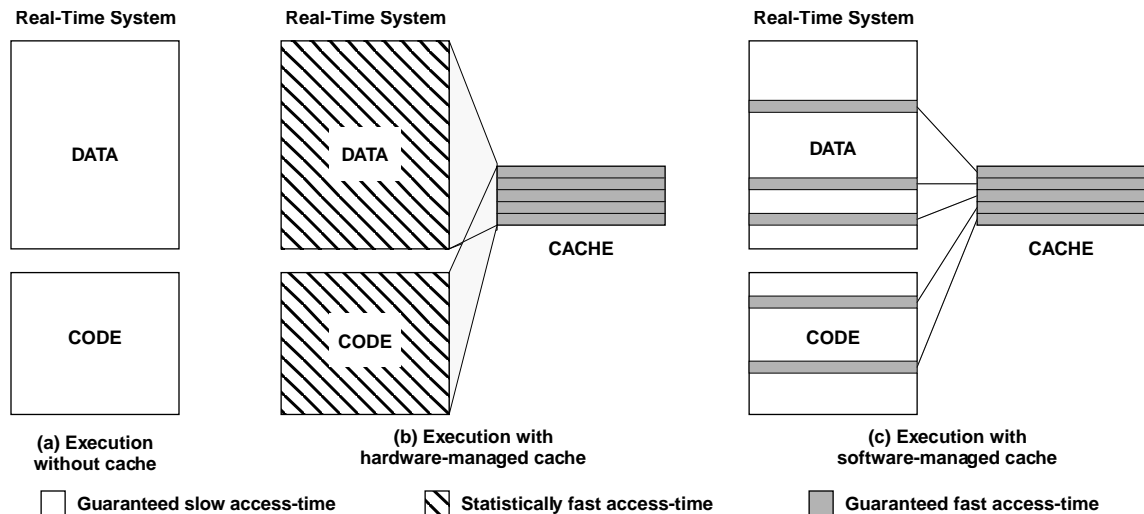 Real-Time System
DATA
CODE
(a) Execution
without cache
Real-Time System
DATA
CODE
CACHE
(b) Execution with
hardware-managed cache
Real-Time System
DATA
CODE
CACHE
(c) Execution with
software-managed cache
Guaranteed slow access-time
Statistically fast access-time
Guaranteed fast access-time